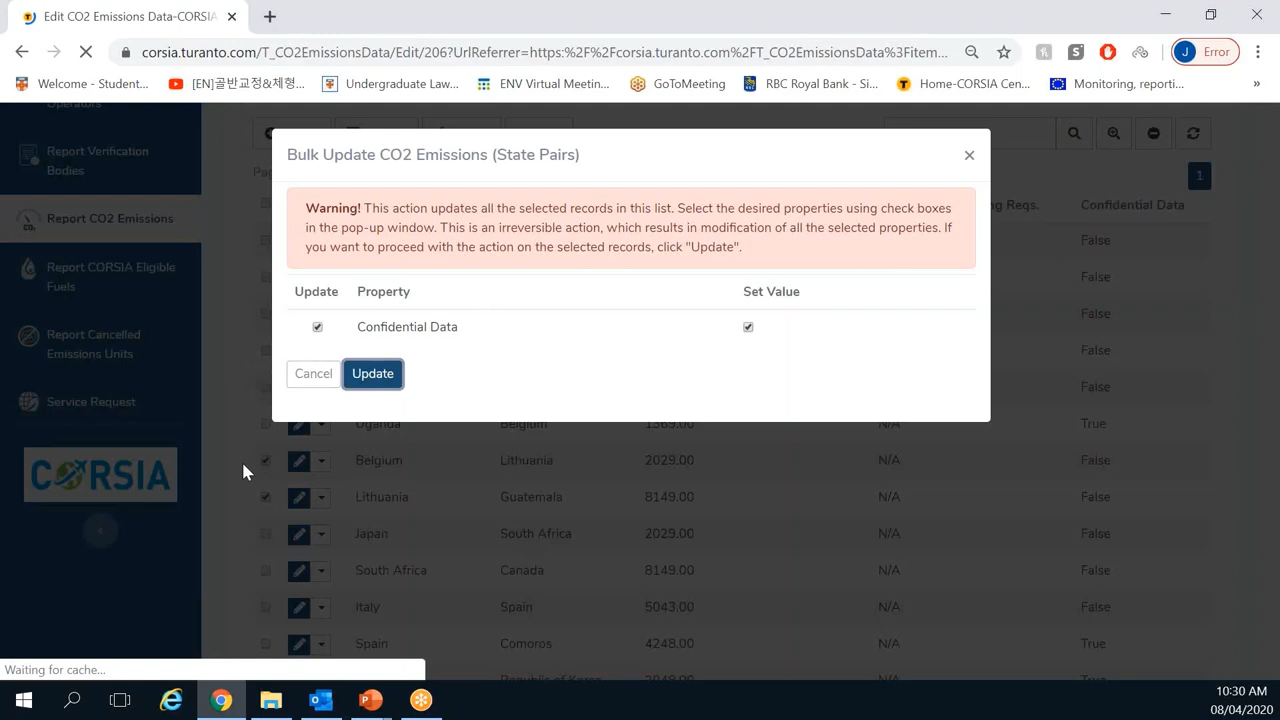 Edit CO2 Emissions Data-CORSIA
corsia.turanto.com/T_CO2EmissionsData/Edit/206?UrlReferrer=https:%2F%2Fcorsia.turanto.com%2FT_CO2EmissionsData%3Fitem...
J Error
Welcome - Student...
[EN]골반교정&체형...
Undergraduate Law...
ENV Virtual Meetin...
GoToMeeting
RBC Royal Bank - Si...
Home-CORSIA Cen...
Monitoring, reporti...
»
Operators
Report Verification
Bodies
Report CO2 Emissions
Report CORSIA Eligible
Fuels
Report Cancelled
Emissions Units
Service Request
CORSIA
Bulk Update CO2 Emissions (State Pairs)
Warning! This action updates all the selected records in this list. Select the desired properties using check boxes
in the pop-up window. This is an irreversible action, which results in modification of all the selected properties. If
you want to proceed with the action on the selected records, click "Update".
Update Property Set Value
Confidential Data
Cancel Update
1
Reqs. Confidential Data
False
False
False
False
False
Uganda Belgium 1369.00 N/A True
Belgium Lithuania 2029.00 N/A False
Lithuania Guatemala 8149.00 N/A False
Japan South Africa 2029.00 N/A False
South Africa Canada 8149.00 N/A False
Italy Spain 5043.00 N/A False
Spain Comoros 4248.00 N/A True
Waiting for cache...
10:30 AM
08/04/2020